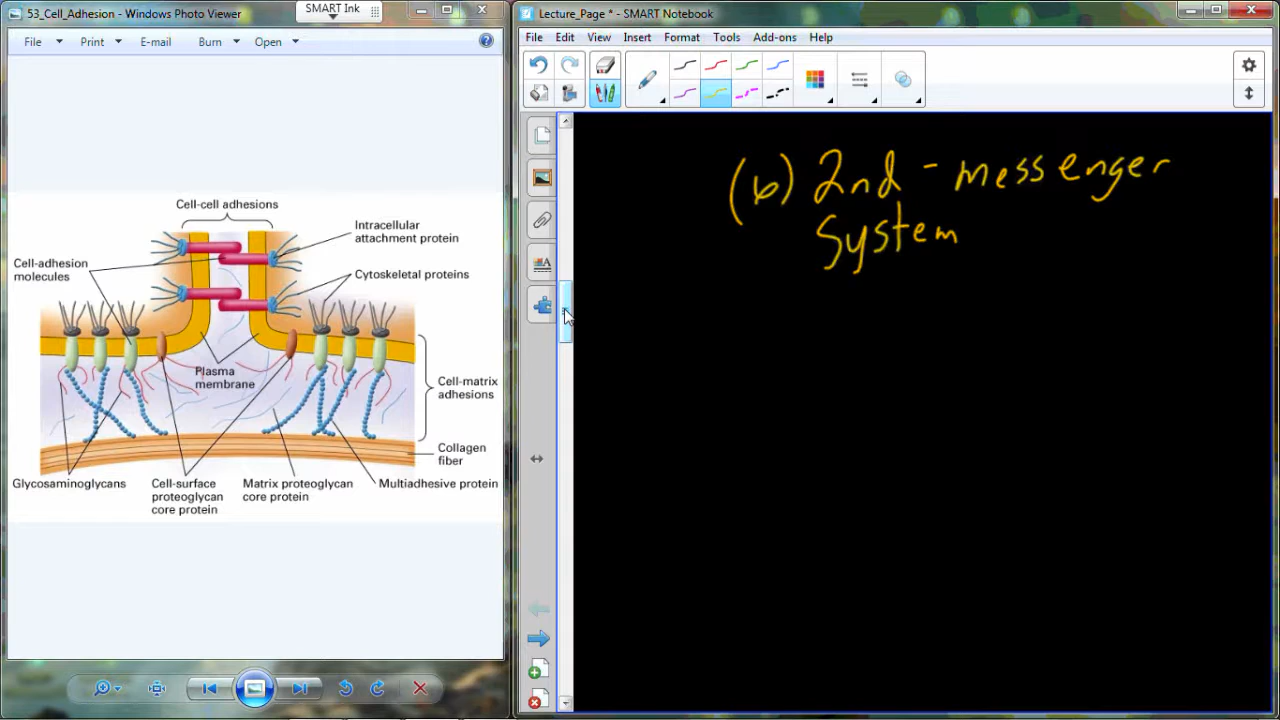 53_Cell_Adhesion - Windows Photo Viewer
SMART Ink
File Print E-mail Burn Open
Cell-cell adhesions
Intracellular
attachment protein
Cell-adhesion
molecules
Cytoskeletal proteins
Plasma
membrane
Cell-matrix
adhesions
Collagen
fiber
Glycosaminoglycans
Cell-surface
proteoglycan
core protein
Matrix proteoglycan
core protein
Multiadhesive protein
Lecture_Page * - SMART Notebook
File Edit View Insert Format Tools Add-ons Help
(b) 2nd - messenger
System